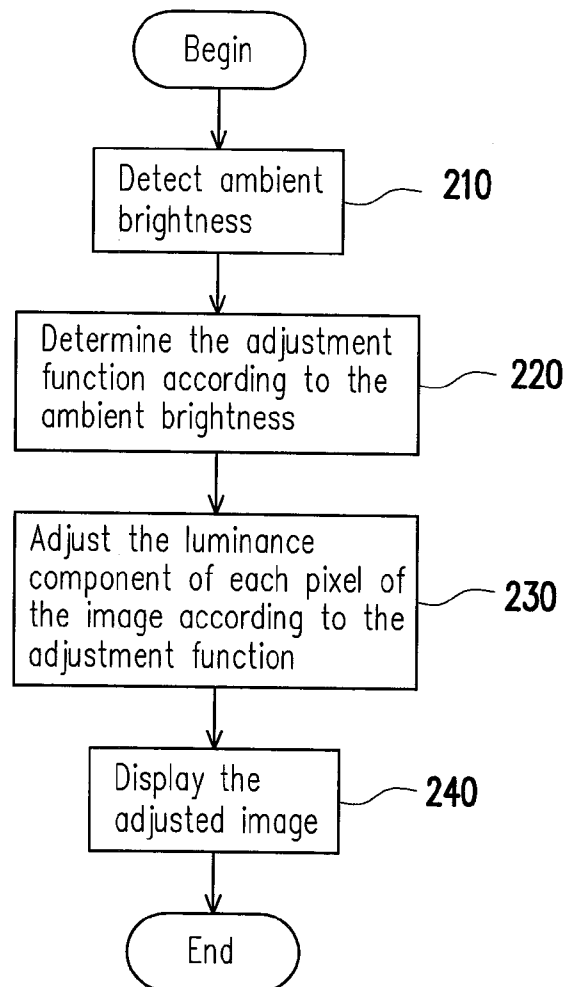 Begin
Detect ambient
brightness
210
Determine the adjustment
function according to the
ambient brightness
220
Adjust the luminance
component of each pixel of
the image according to the
adjustment function
230
Display the
adjusted image
240
End